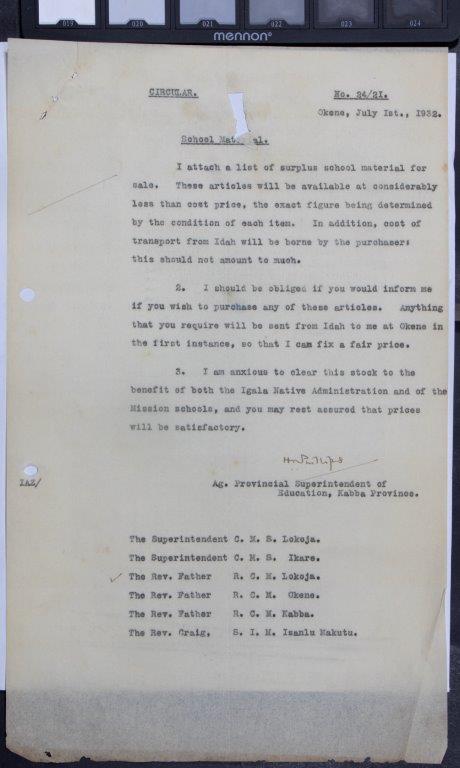 019 020 021 022 023 024
mennon®
CIRCULAR. No. 24/21.
Okene, July 1st., 1932.
School Mat al.
I attach a list of surplus school material for
sale. These articles will be available at considerably
less than cost price, the exact figure being determined
by the condition of each item. In addition, cost of
transport from Idah will be borne by the purchaser:
this should not amount to much.
2. I should be obliged if you would inform me
if you wish to purchase any of these articles. Anything
that you require will be sent from Idah to me at Okene in
the first instance, so that I can fix a fair price.
3. I am anxious to clear this stock to the
benefit of both the Igala Native Administration and of the
Mission schools, and you may rest assured that prices
will be satisfactory.
IAZ/ Ag. Provincial Superintendent of
Education, Kabba Province.
The Superintendent C. M. S. Lokoja.
The Superintendent C. M. S. Ikare.
✓ The Rev. Father R. C. M. Lokoja.
The Rev. Father R. C. M. Okene.
The Rev. Father R. C. M. Kabba.
The Rev. Craig, S. I. M. Isanlu Makutu.